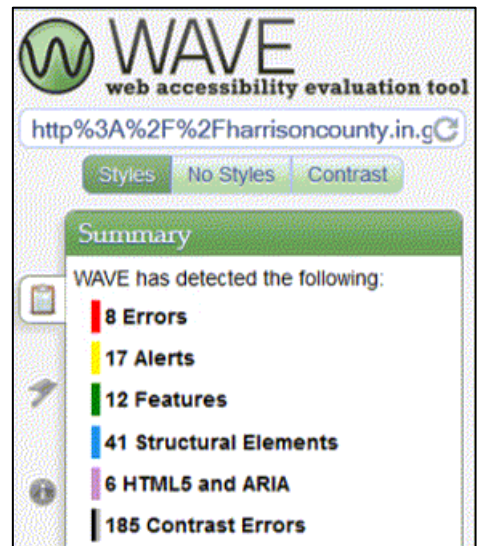 WAVE
web accessibility evaluation tool
http%3A%2F%2Fharrisoncounty.in.g
Styles No Styles Contrast
Summary
WAVE has detected the following:
8 Errors
17 Alerts
12 Features
41 Structural Elements
6 HTML5 and ARIA
185 Contrast Errors